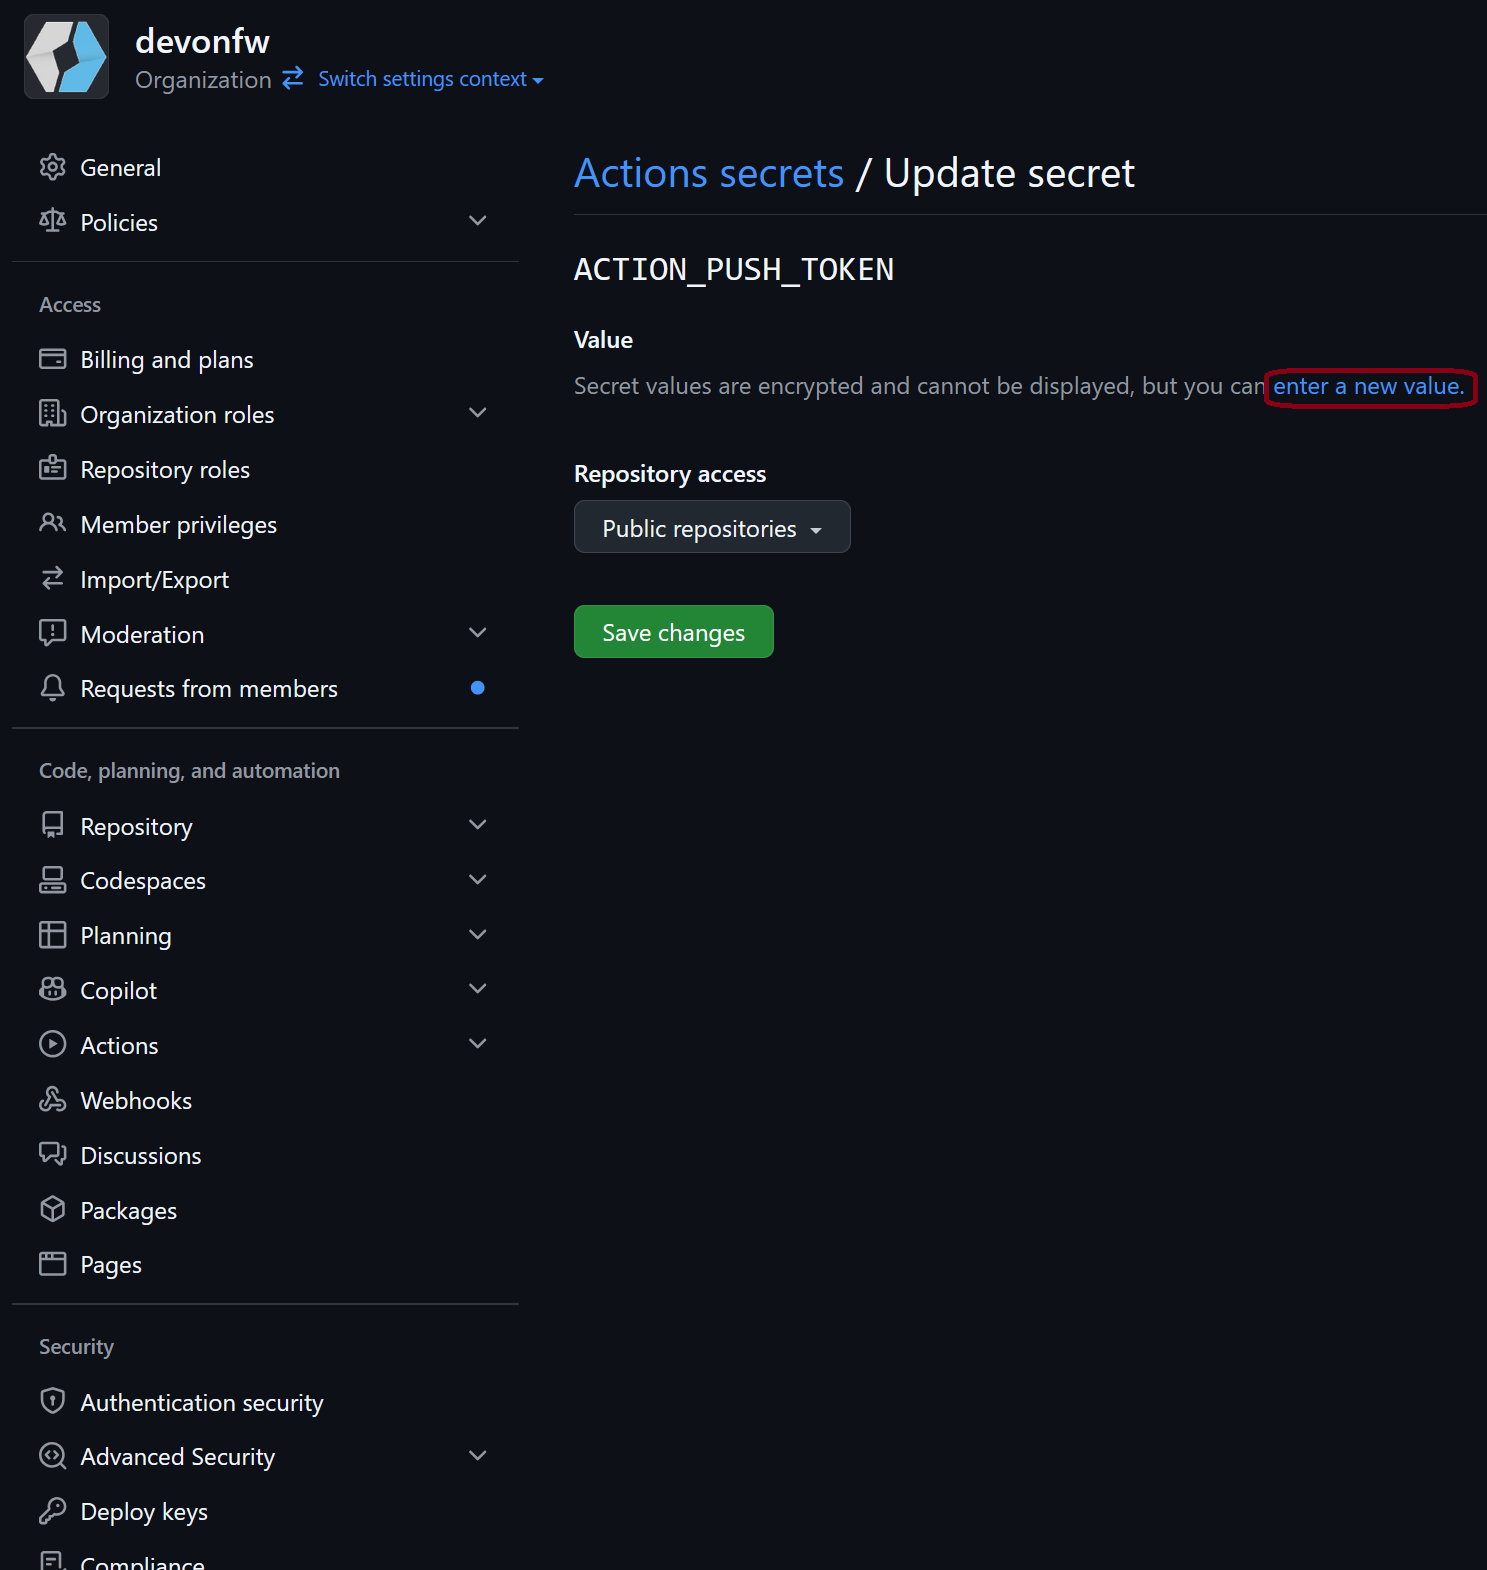 devonfw
Organization Switch settings context
General
Policies
Access
Billing and plans
Organization roles
Repository roles
Member privileges
Import/Export
Moderation
Requests from members
Code, planning, and automation
Repository
Codespaces
Planning
Copilot
Actions
Webhooks
Discussions
Packages
Pages
Security
Authentication security
Advanced Security
Deploy keys
Compliance
Actions secrets / Update secret
ACTION_PUSH_TOKEN
Value
Secret values are encrypted and cannot be displayed, but you can enter a new value.
Repository access
Public repositories
Save changes